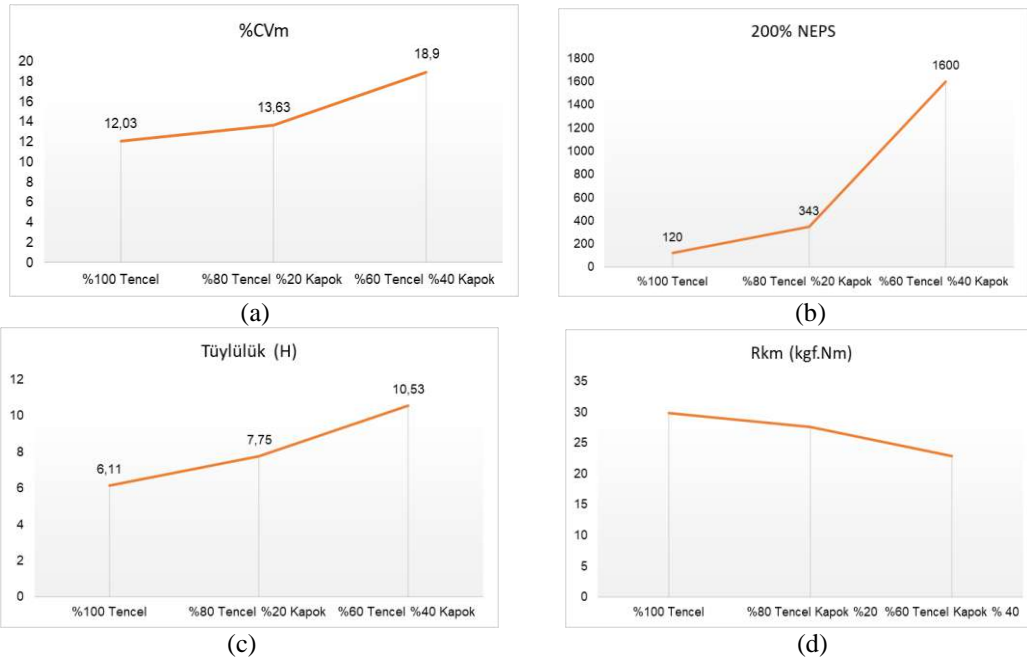 %CVm
20
18
16
14
12
10
8
6
4
2
0
12,03
13,63
18,9
%100 Tencel
%80 Tencel %20 Kapok
%60 Tencel %40 Kapok
(a)
200% NEPS
1800
1600
1400
1200
1000
800
600
400
200
0
120
343
1600
%100 Tencel
%80 Tencel %20 Kapok
%60 Tencel %40 Kapok
(b)
Tüylülük (H)
12
10
8
6
4
2
0
6,11
7,75
10,53
%100 Tencel
%80 Tencel %20 Kapok
%60 Tencel %40 Kapok
(c)
Rkm (kgf.Nm)
35
30
25
20
15
10
5
0
%100 Tencel
%80 Tencel Kapok %20
%60 Tencel Kapok % 40
(d)